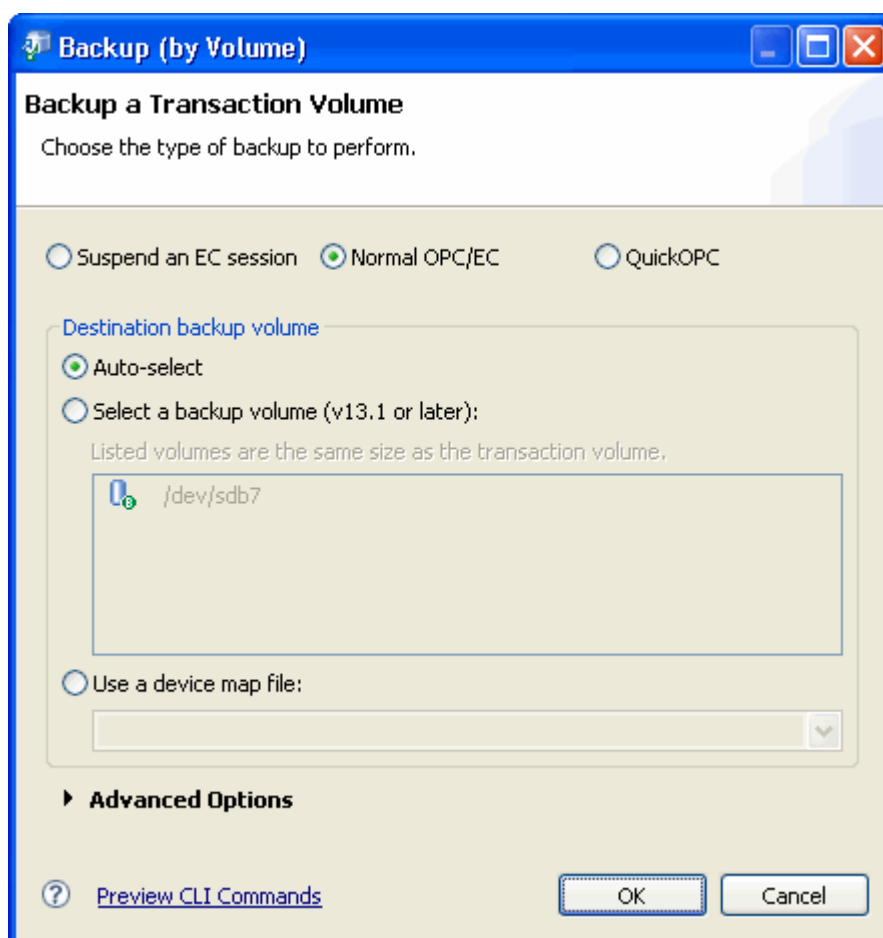 Backup (by Volume)
Backup a Transaction Volume
Choose the type of backup to perform.
Suspend an EC session Normal OPC/EC QuickOPC
Destination backup volume
Auto-select
Select a backup volume (v13.1 or later):
Listed volumes are the same size as the transaction volume.
/dev/sdb7
Use a device map file:
Advanced Options
? Preview CLI Commands OK Cancel